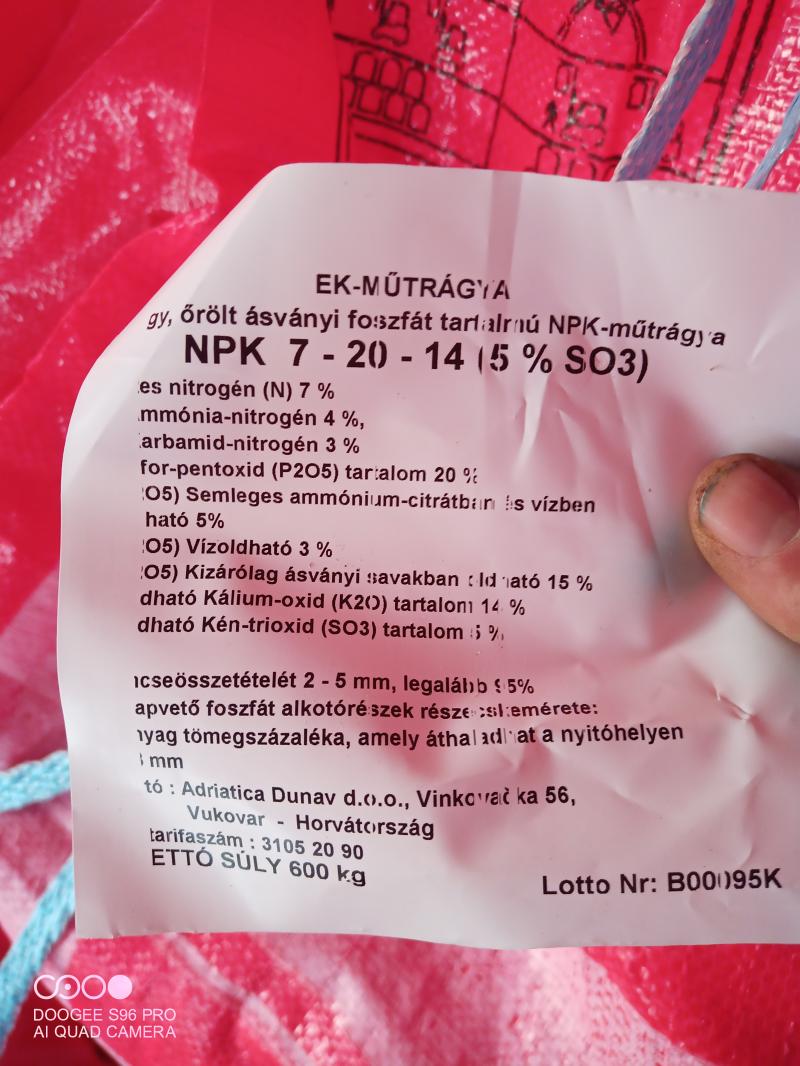 EK-MŰTRÁGYA
gy, őrölt ásványi foszfát tartalmú NPK-műtrágya
NPK 7 - 20 - 14 (5 % SO3)
es nitrogén (N) 7 %
mmónia-nitrogén 4 %,
arbamid-nitrogén 3 %
for-pentoxid (P2O5) tartalom 20 %
O5) Semleges ammónium-citrátban és vízben
ható 5%
O5) Vízoldható 3 %
O5) Kizárólag ásványi savakban oldható 15 %
dható Kálium-oxid (K2O) tartalom 14 %
dható Kén-trioxid (SO3) tartalom 5 %
ncseösszetételét 2 - 5 mm, legalább 95%
apvető foszfát alkotórészek részecskemérete:
nyag tömegszázaléka, amely áthaladhat a nyitóhelyen
mm
tó : Adriatica Dunav d.o.o., Vinkovačka 56,
Vukovar - Horvátország
tarifaszám : 3105 20 90
ETTÓ SÚLY 600 kg
Lotto Nr: B00095K
DOOGEE S96 PRO
AI QUAD CAMERA